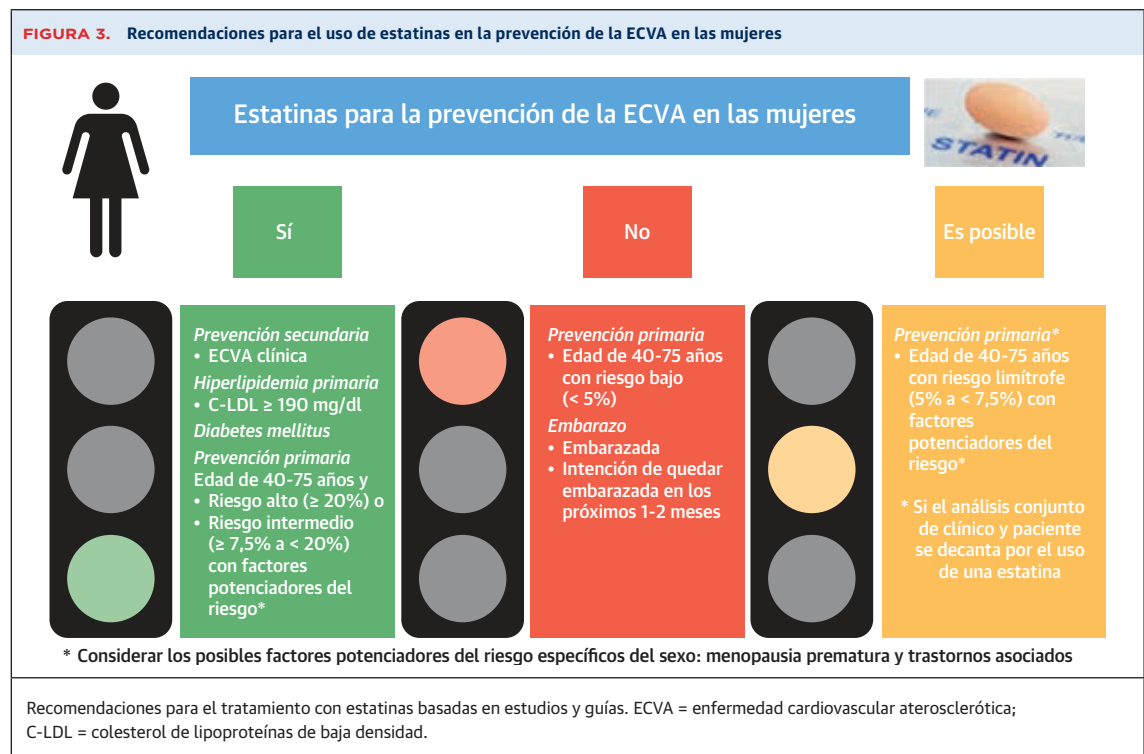 FIGURA 3. Recomendaciones para el uso de estatinas en la prevención de la ECVA en las mujeres
Estatinas para la prevención de la ECVA en las mujeres
STATIN
Sí
No
Es posible
Prevención secundaria
• ECVA clínica
Hiperlipidemia primaria
• C-LDL ≥ 190 mg/dl
Diabetes mellitus
Prevención primaria
Edad de 40-75 años y
• Riesgo alto (≥ 20%) o
• Riesgo intermedio
(≥ 7,5% a < 20%)
con factores
potenciadores del
riesgo*
Prevención primaria
• Edad de 40-75 años
con riesgo bajo
(< 5%)
Embarazo
• Embarazada
• Intención de quedar
embarazada en los
próximos 1-2 meses
Prevención primaria*
• Edad de 40-75 años
con riesgo limítrofe
(5% a < 7,5%) con
factores
potenciadores del
riesgo*
* Si el análisis conjunto
de clínico y paciente
se decanta por el uso
de una estatina
* Considerar los posibles factores potenciadores del riesgo específicos del sexo: menopausia prematura y trastornos asociados
Recomendaciones para el tratamiento con estatinas basadas en estudios y guías. ECVA = enfermedad cardiovascular aterosclerótica;
C-LDL = colesterol de lipoproteínas de baja densidad.